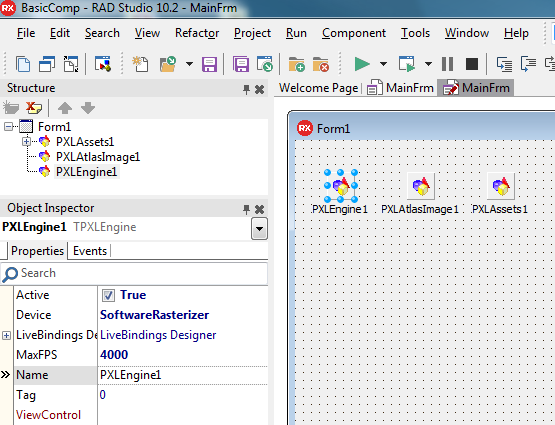 RX BasicComp - RAD Studio 10.2 - MainFrm
File Edit Search View Refactor Project Run Component Tools Window Help
Structure
Welcome Page MainFrm MainFrm
Form1
PXLAssets1
PXLAtlasImage1
PXLEngine1
RX Form1
PXLEngine1 PXLAtlasImage1 PXLAssets1
Object Inspector
PXLEngine1 TPXLEngine
Properties Events
Search
Active True
Device SoftwareRasterizer
LiveBindings De LiveBindings Designer
MaxFPS 4000
Name PXLEngine1
Tag 0
ViewControl